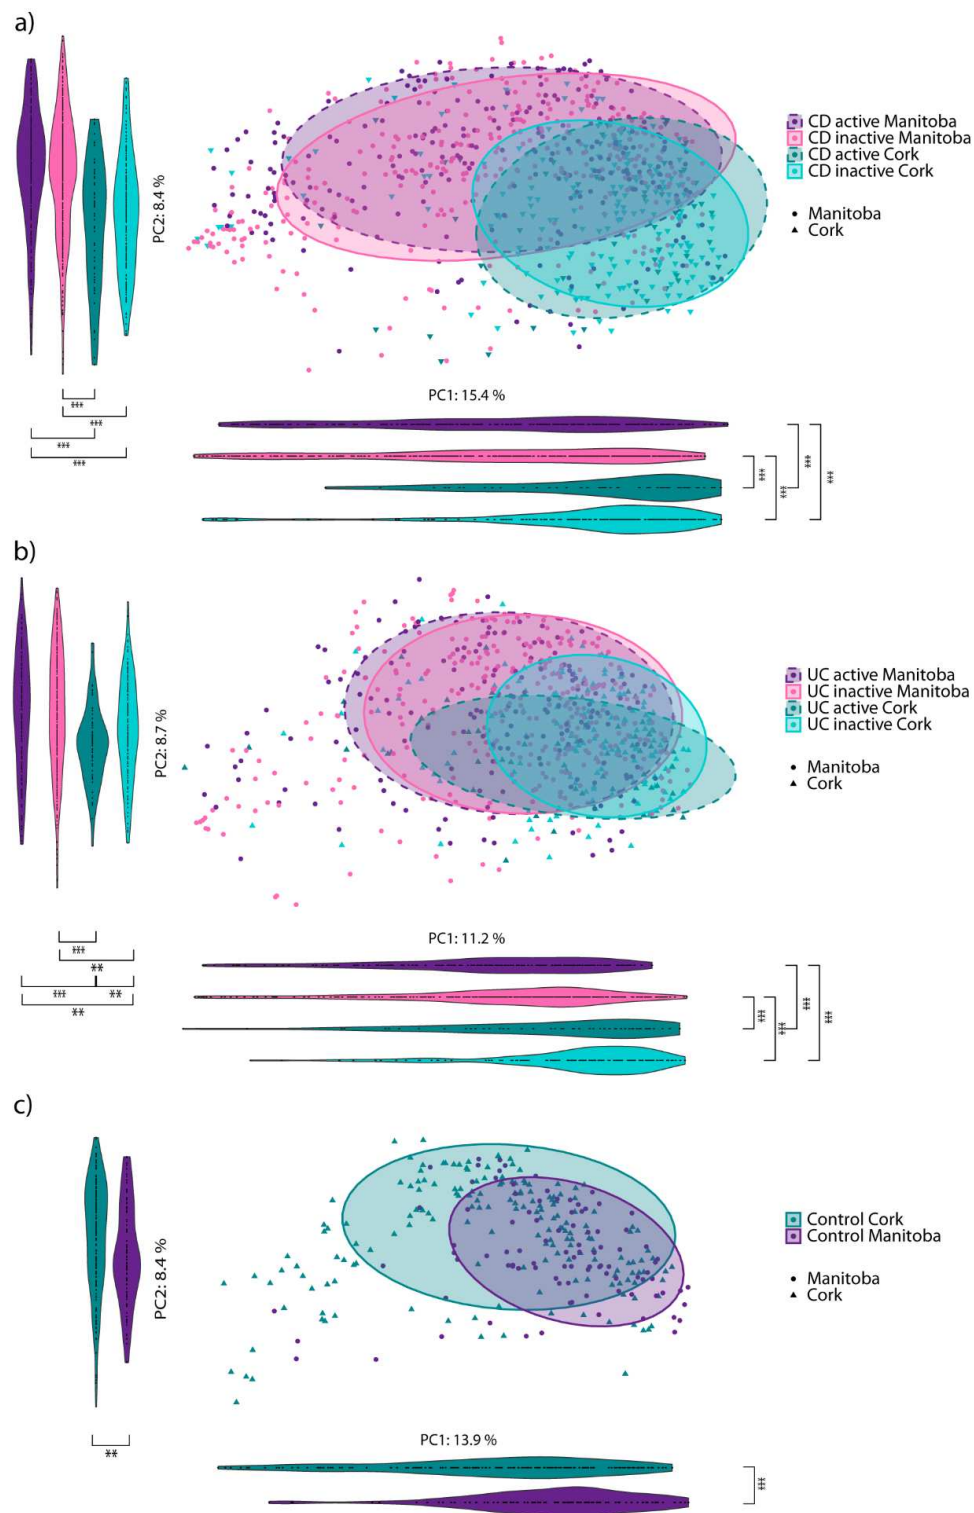 a)
CD active Manitoba
CD inactive Manitoba
CD active Cork
CD inactive Cork
Manitoba
Cork
PC2: 8.4 %
PC1: 15.4 %
***
***
***
***
***
***
***
***
b)
UC active Manitoba
UC inactive Manitoba
UC active Cork
UC inactive Cork
Manitoba
Cork
PC2: 8.7 %
PC1: 11.2 %
***
**
***
**
**
***
***
***
***
c)
Control Cork
Control Manitoba
Manitoba
Cork
PC2: 8.4 %
PC1: 13.9 %
**
***